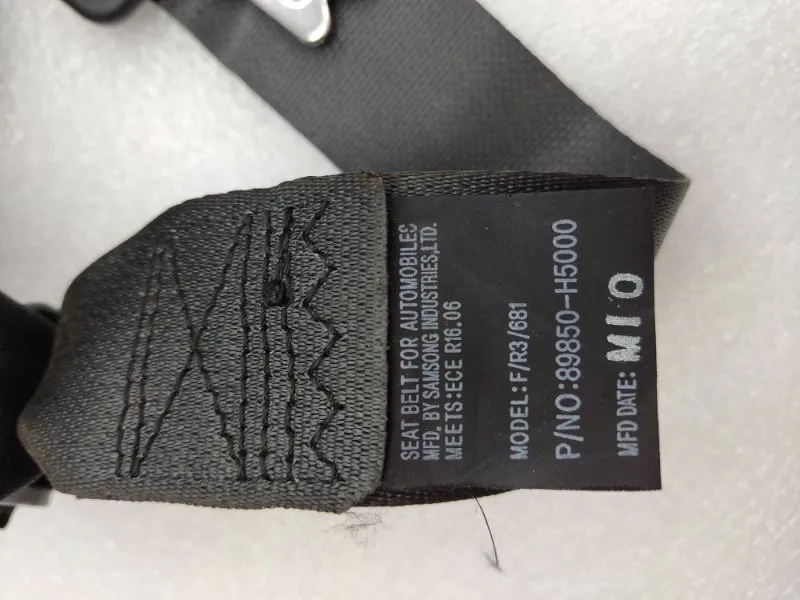 SEAT BELT FOR AUTOMOBILES
MFD. BY SAMSONG INDUSTRIES,LTD.
MEETS:ECE R16.06
MODEL:F/R3/681
P/NO:89850-H5000
MFD DATE: M10